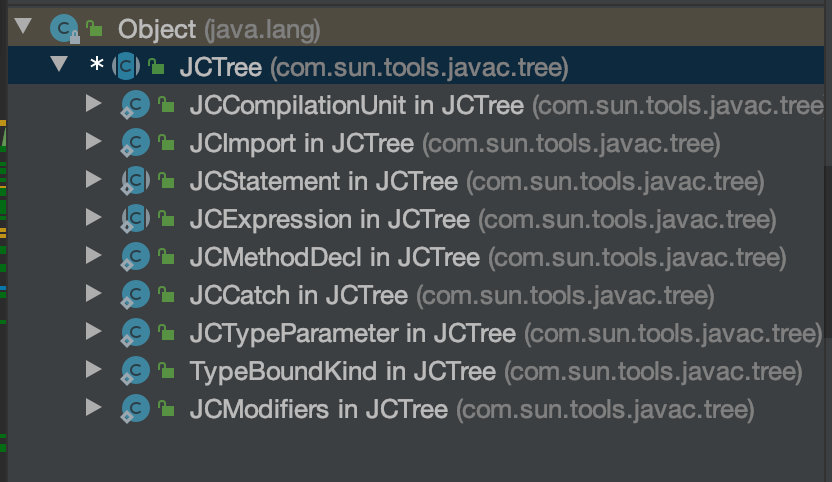 Object (java.lang)
* JCTree (com.sun.tools.javac.tree)
JCCompilationUnit in JCTree (com.sun.tools.javac.tree
JCImport in JCTree (com.sun.tools.javac.tree)
JCStatement in JCTree (com.sun.tools.javac.tree)
JCExpression in JCTree (com.sun.tools.javac.tree)
JCMethodDecl in JCTree (com.sun.tools.javac.tree)
JCCatch in JCTree (com.sun.tools.javac.tree)
JCTypeParameter in JCTree (com.sun.tools.javac.tree)
TypeBoundKind in JCTree (com.sun.tools.javac.tree)
JCModifiers in JCTree (com.sun.tools.javac.tree)